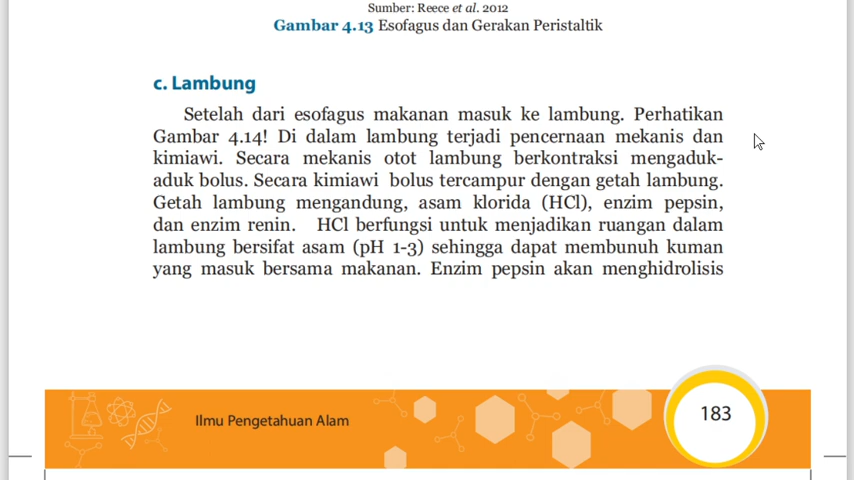 Sumber: Reece et al. 2012
Gambar 4.13 Esofagus dan Gerakan Peristaltik
c. Lambung
Setelah dari esofagus makanan masuk ke lambung. Perhatikan
Gambar 4.14! Di dalam lambung terjadi pencernaan mekanis dan
kimiawi. Secara mekanis otot lambung berkontraksi mengaduk-
aduk bolus. Secara kimiawi bolus tercampur dengan getah lambung.
Getah lambung mengandung, asam klorida (HCl), enzim pepsin,
dan enzim renin. HCl berfungsi untuk menjadikan ruangan dalam
lambung bersifat asam (pH 1-3) sehingga dapat membunuh kuman
yang masuk bersama makanan. Enzim pepsin akan menghidrolisis
Ilmu Pengetahuan Alam
183